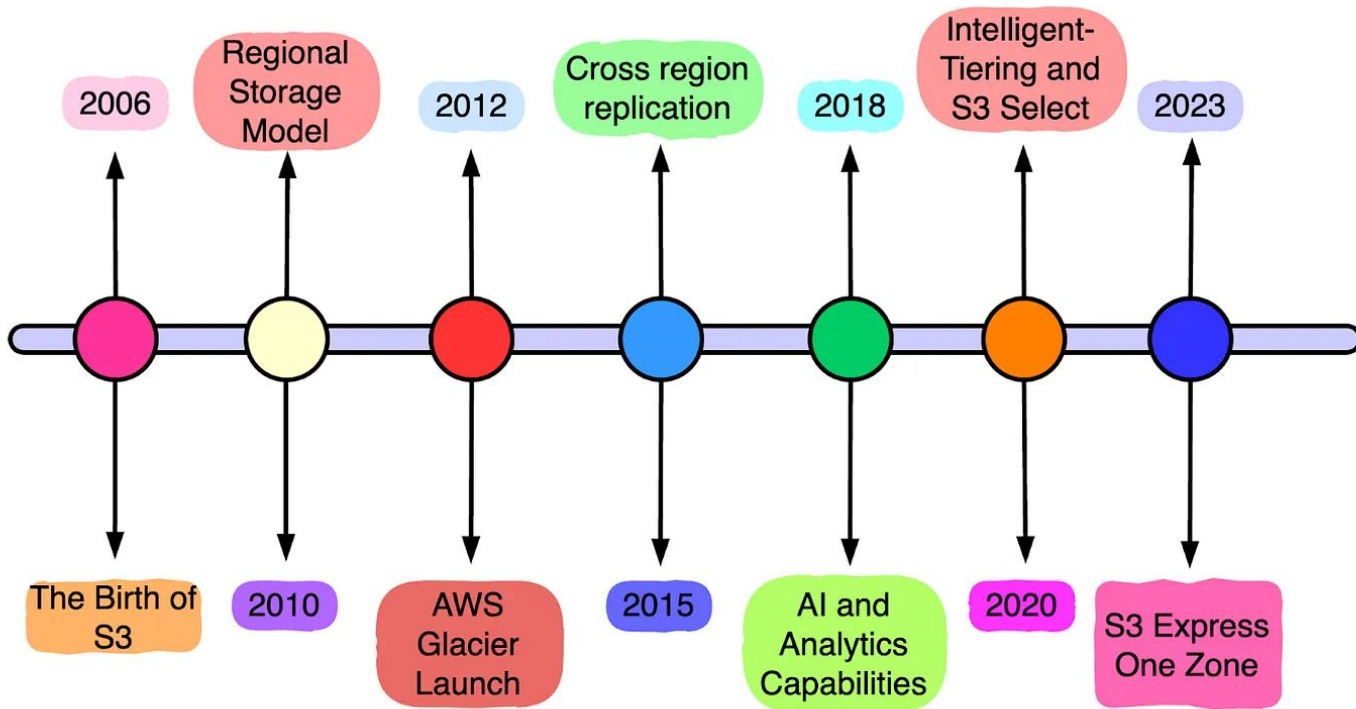 2006
The Birth of
S3
Regional
Storage
Model
2010
2012
AWS
Glacier
Launch
Cross region
replication
2015
2018
AI and
Analytics
Capabilities
Intelligent-
Tiering and
S3 Select
2020
2023
S3 Express
One Zone